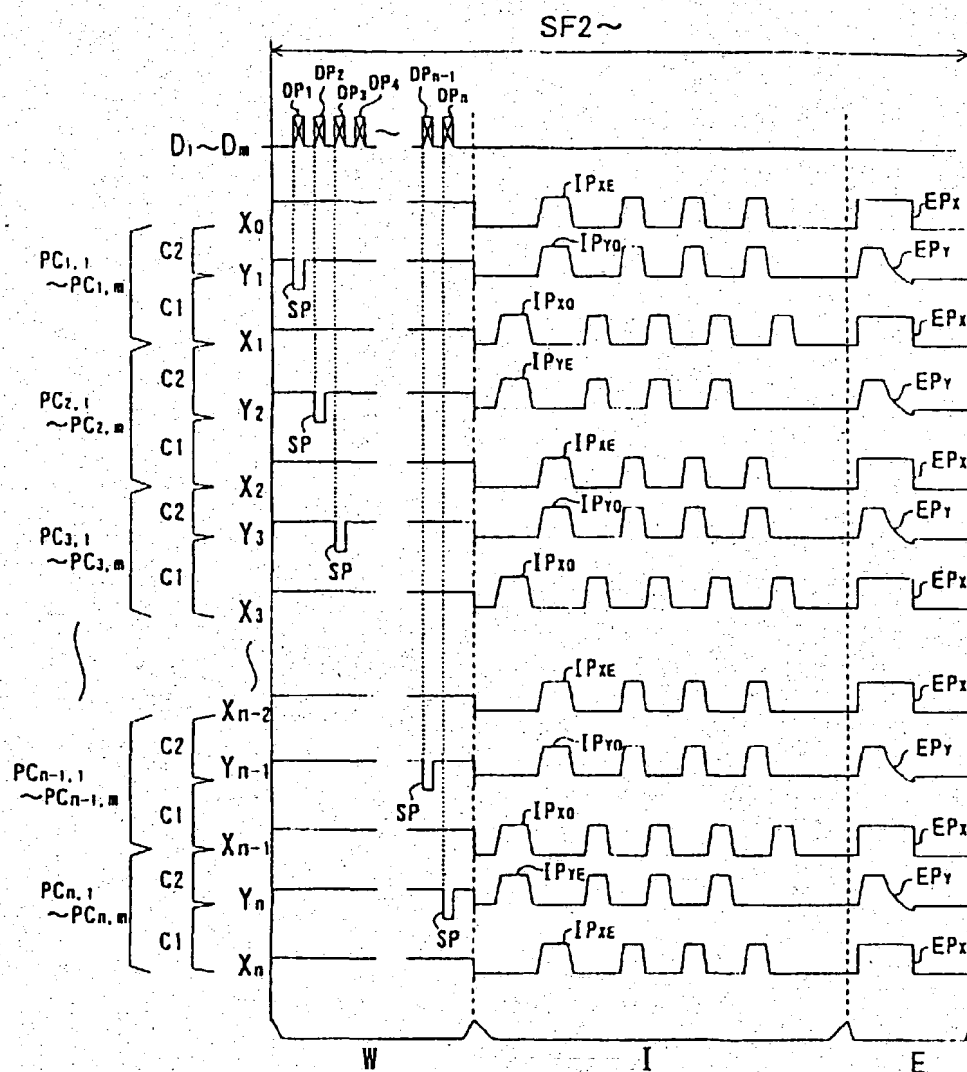 SF2~
DP1 DP2 DP3 DP4 ~ DPn-1 DPn
D1~Dm
X0 IPXE EPX
PC1,1 ~PC1,m C2 Y1 SP IPYO EPY
C1 X1 IPXO EPX
PC2,1 ~PC2,m C2 Y2 SP IPYE EPY
C1 X2 IPXE EPX
PC3,1 ~PC3,m C2 Y3 SP IPYO EPY
C1 X3 IPXO EPX
Xn-2 IPXE EPX
PCn-1,1 ~PCn-1,m C2 Yn-1 SP IPYO EPY
C1 Xn-1 IPXO EPX
PCn,1 ~PCn,m C2 Yn SP IPYE EPY
C1 Xn IPXE EPX
W I E